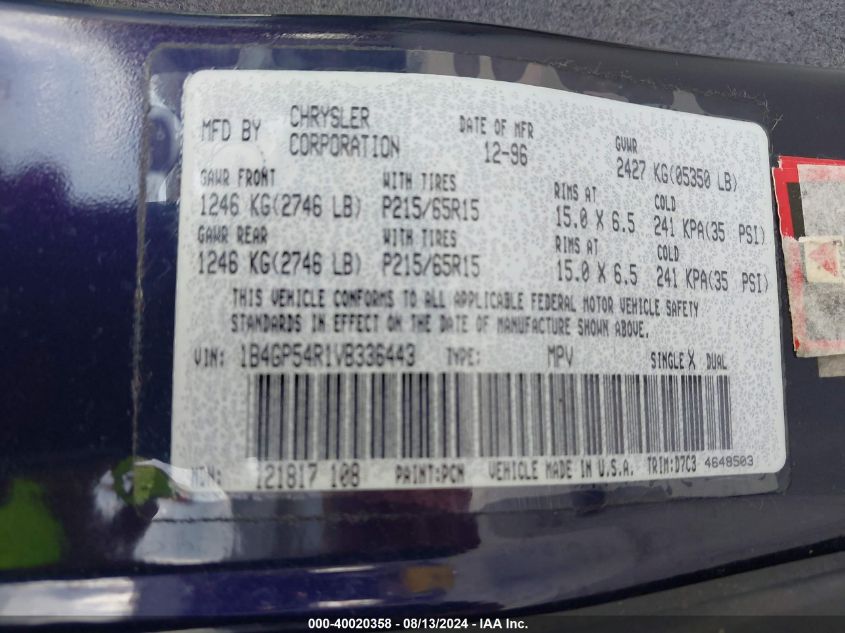 MFD BY CHRYSLER CORPORATION DATE OF MFR 12-96 GVWR 2427 KG(05350 LB)
GAWR FRONT WITH TIRES RIMS AT COLD
1246 KG(2746 LB) P215/65R15 15.0 X 6.5 241 KPA(35 PSI)
GAWR REAR WITH TIRES RIMS AT COLD
1246 KG(2746 LB) P215/65R15 15.0 X 6.5 241 KPA(35 PSI)
THIS VEHICLE CONFORMS TO ALL APPLICABLE FEDERAL MOTOR VEHICLE SAFETY
STANDARDS IN EFFECT ON THE DATE OF MANUFACTURE SHOWN ABOVE.
VIN: 1B4GP54R1VB336443 TYPE: MPV SINGLE X DUAL
MDH: 121817 108 PAINT:PCN VEHICLE MADE IN U.S.A. TRIM:D7C3 4648503
000-40020358 - 08/13/2024 - IAA Inc.